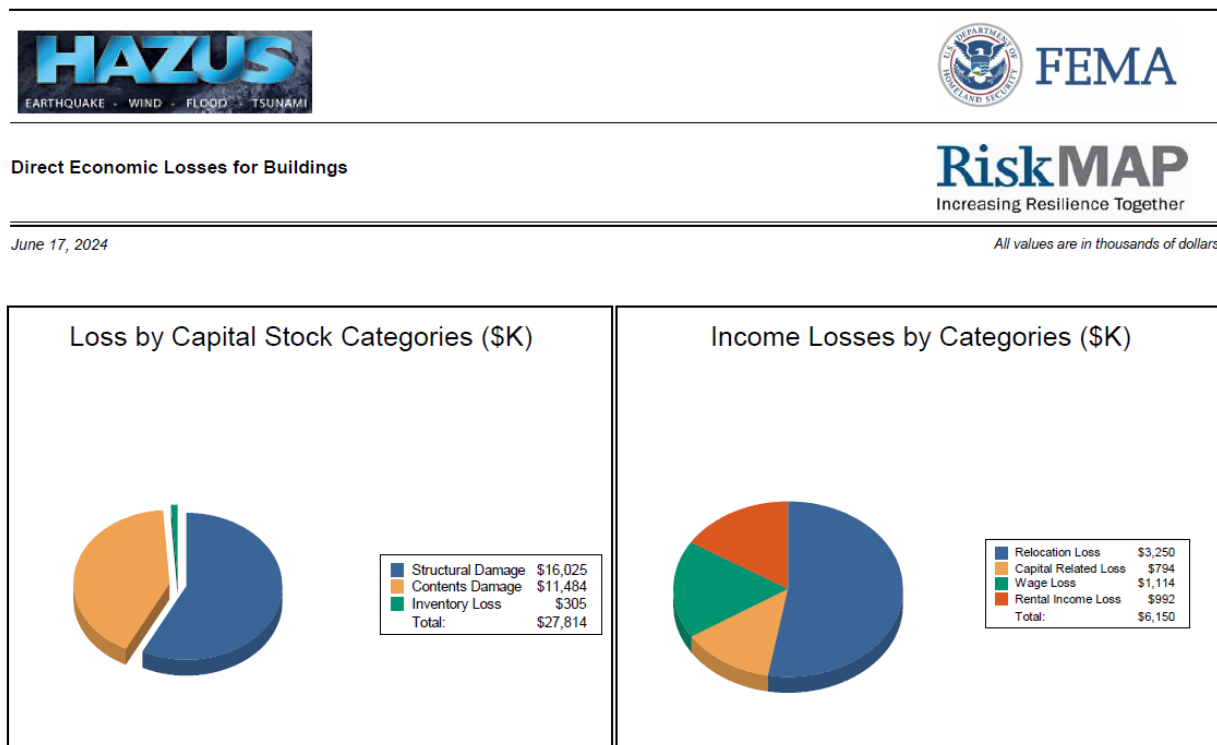 HAZUS
EARTHQUAKE - WIND - FLOOD - TSUNAMI
U.S. DEPARTMENT OF HOMELAND SECURITY
FEMA
Direct Economic Losses for Buildings
RiskMAP
Increasing Resilience Together
June 17, 2024
All values are in thousands of dollars
Loss by Capital Stock Categories ($K)
Structural Damage $16,025
Contents Damage $11,484
Inventory Loss $305
Total: $27,814
Income Losses by Categories ($K)
Relocation Loss $3,250
Capital Related Loss $794
Wage Loss $1,114
Rental Income Loss $992
Total: $6,150